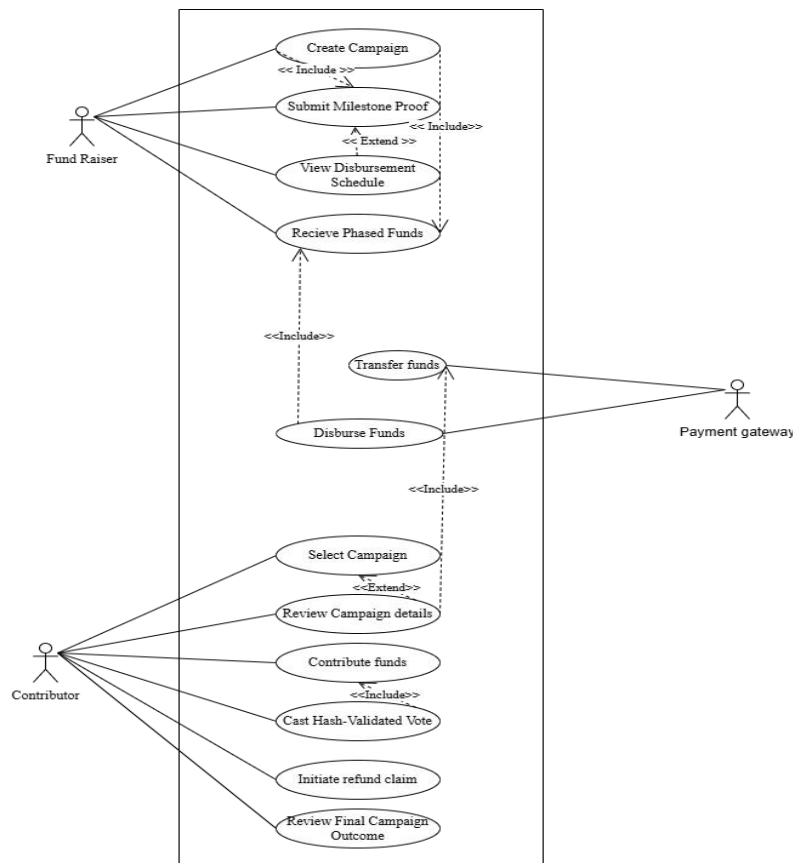 Create Campaign
<< Include >>
Submit Milestone Proof
<< Include>>
Fund Raiser
<< Extend >>
View Disbursement
Schedule
Recieve Phased Funds
<<Include>>
Transfer funds
Payment gateway
Disburse Funds
<<Include>>
Select Campaign
<<Extend>>
Review Campaign details
Contribute funds
Contributor
<<Include>>
Cast Hash-Validated Vote
Initiate refund claim
Review Final Campaign
Outcome